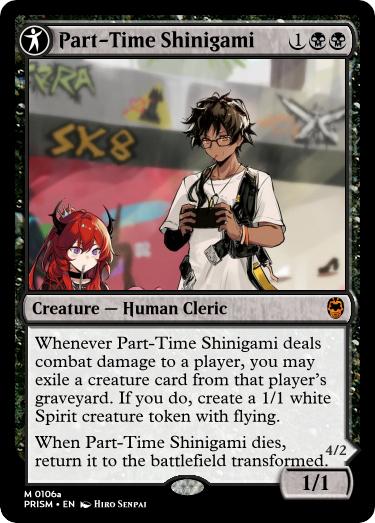 Part-Time Shinigami 1
ERA
SK8
Creature — Human Cleric
Whenever Part-Time Shinigami deals
combat damage to a player, you may
exile a creature card from that player's
graveyard. If you do, create a 1/1 white
Spirit creature token with flying.
When Part-Time Shinigami dies,
return it to the battlefield transformed.
4/2
1/1
M 0106a
PRISM • EN Hiro Senpai